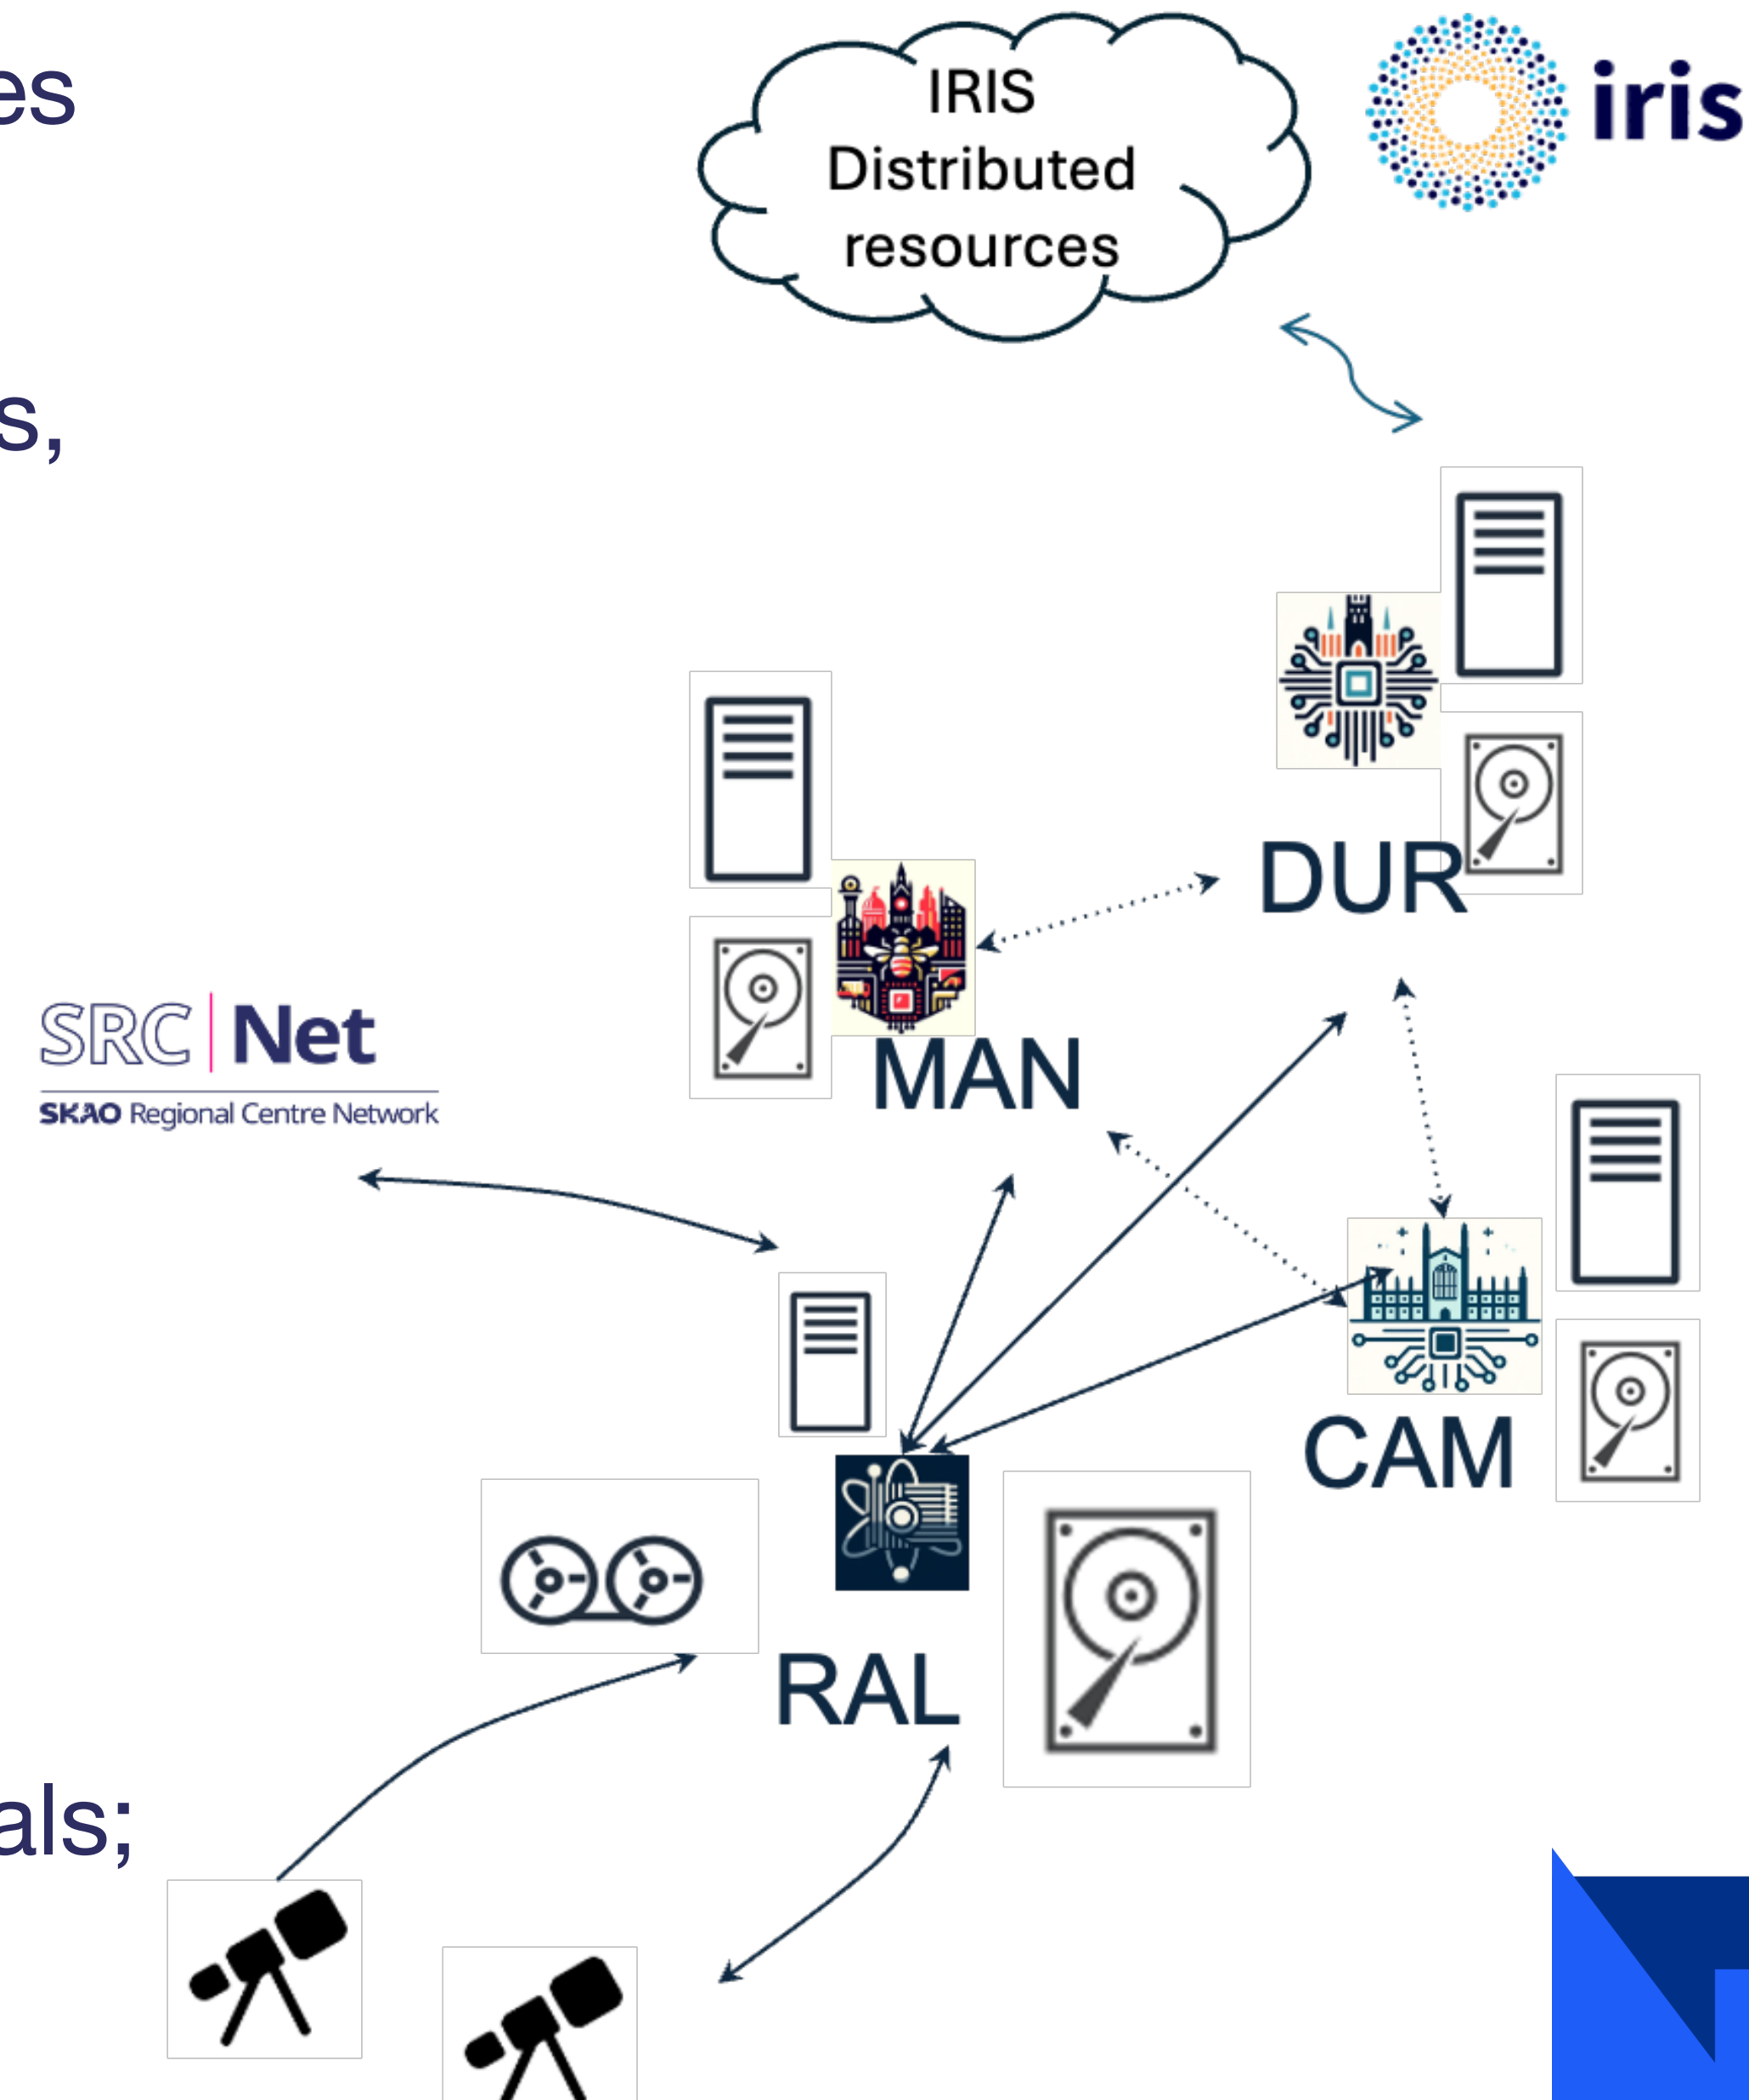 es
IRIS
Distributed
resources
iris
s,
DUR
MAN
SRC | Net
SKAO Regional Centre Network
CAM
RAL
als;